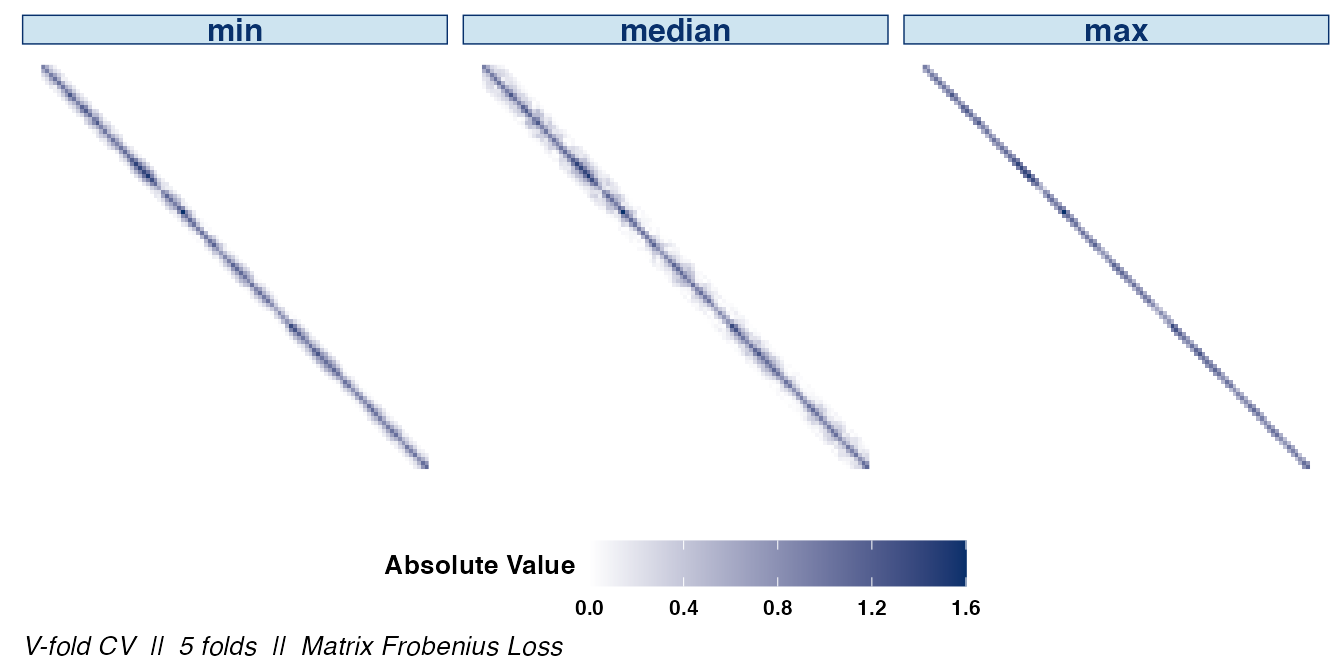 min median max
Absolute Value
0.0 0.4 0.8 1.2 1.6
V-fold CV // 5 folds // Matrix Frobenius Loss